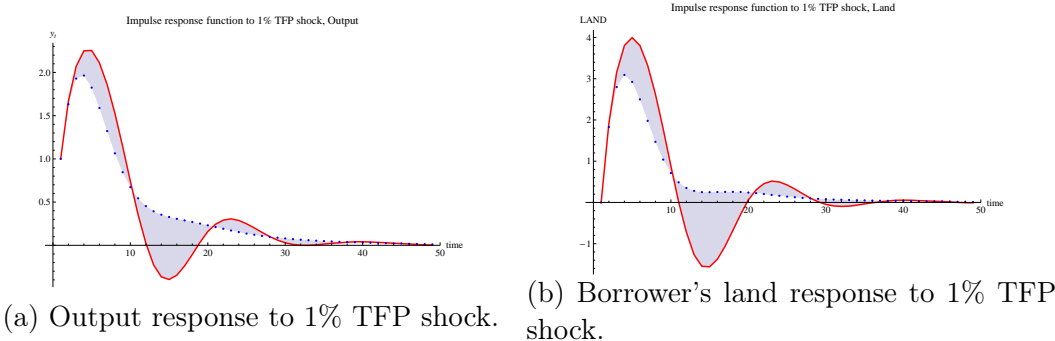 Impulse response function to 1% TFP shock, Output
y_t
2.0
1.5
1.0
0.5
10 20 30 40 50 time
(a) Output response to 1% TFP shock.
Impulse response function to 1% TFP shock, Land
LAND
4
3
2
1
10 20 30 40 50 time
-1
(b) Borrower's land response to 1% TFP
shock.